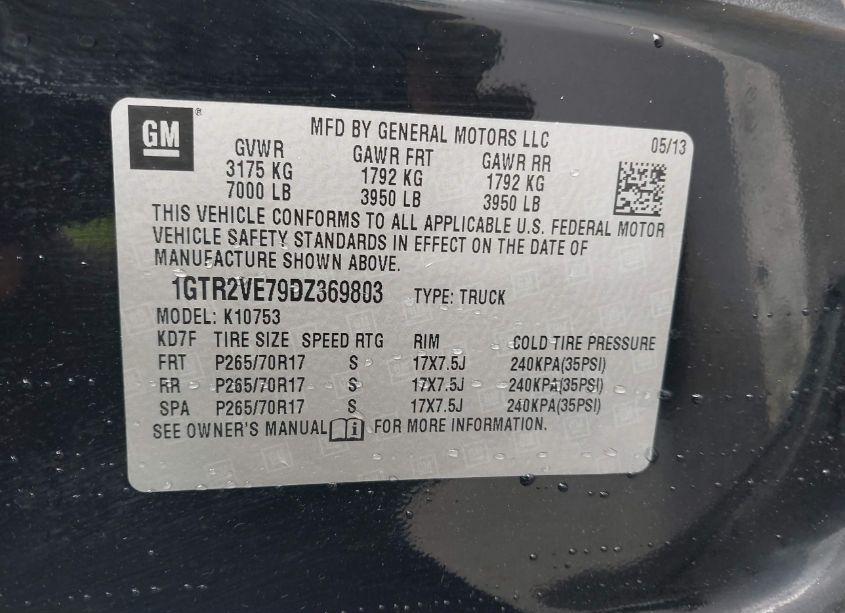 GM ®
MFD BY GENERAL MOTORS LLC 05/13
GVWR GAWR FRT GAWR RR
3175 KG 1792 KG 1792 KG
7000 LB 3950 LB 3950 LB
THIS VEHICLE CONFORMS TO ALL APPLICABLE U.S. FEDERAL MOTOR
VEHICLE SAFETY STANDARDS IN EFFECT ON THE DATE OF
MANUFACTURE SHOWN ABOVE.
1GTR2VE79DZ369803 TYPE: TRUCK
MODEL: K10753
KD7F TIRE SIZE SPEED RTG RIM COLD TIRE PRESSURE
FRT P265/70R17 S 17X7.5J 240KPA(35PSI)
RR P265/70R17 S 17X7.5J 240KPA(35PSI)
SPA P265/70R17 S 17X7.5J 240KPA(35PSI)
SEE OWNER'S MANUAL FOR MORE INFORMATION.